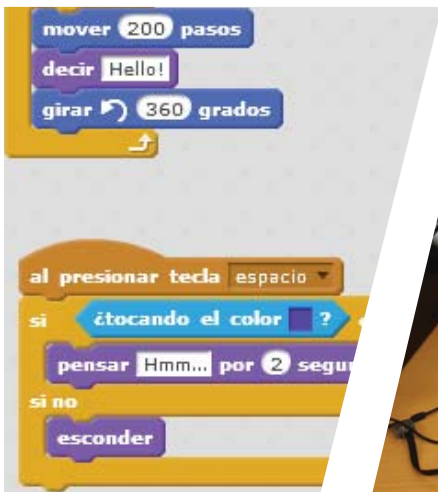 mover 200 pasos
decir Hello!
girar 360 grados
al presionar tecla espacio
si ¿tocando el color ?
pensar Hmm... por 2
si no
esconder